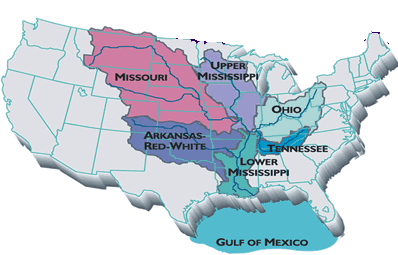 MISSOURI
UPPER
MISSISSIPPI
OHIO
ARKANSAS-
RED-WHITE
TENNESSEE
LOWER
MISSISSIPPI
GULF OF MEXICO